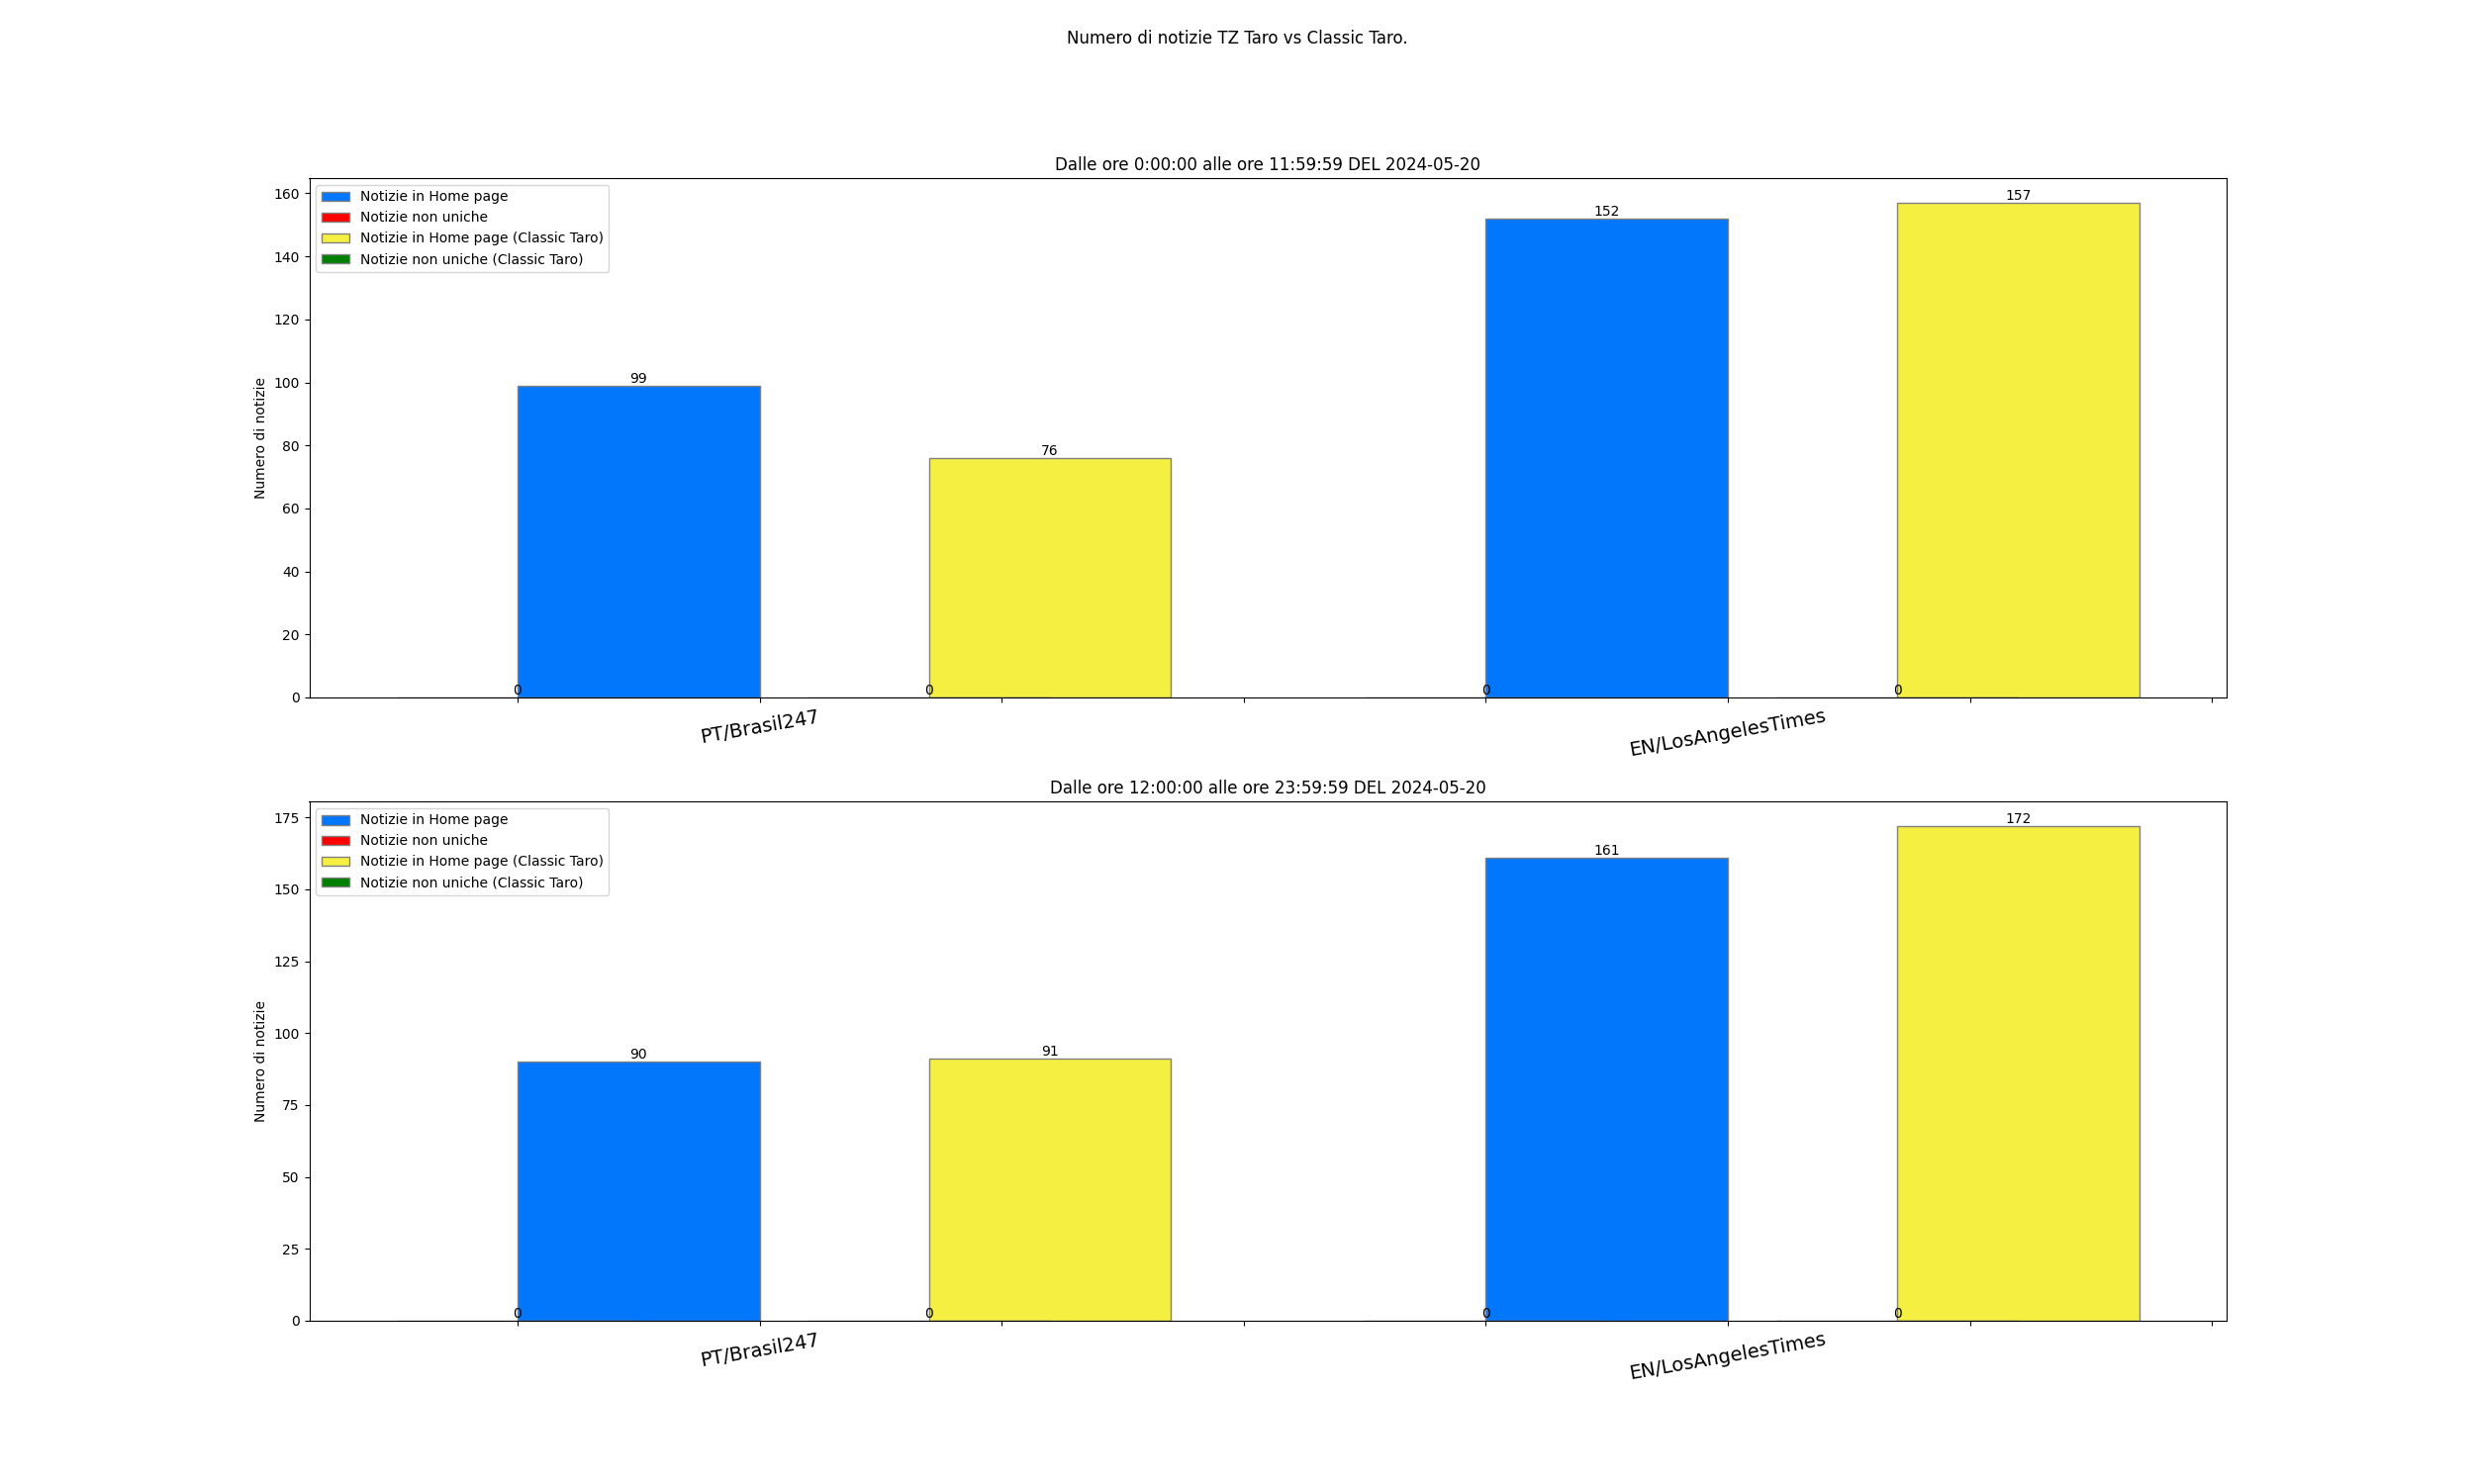 Numero di notizie TZ Taro vs Classic Taro.
Dalle ore 0:00:00 alle ore 11:59:59 DEL 2024-05-20
Notizie in Home page
Notizie non uniche
Notizie in Home page (Classic Taro)
Notizie non uniche (Classic Taro)
Numero di notizie
160
140
120
100
80
60
40
20
0
99
76
152
157
0
0
0
0
PT/Brasil247
EN/LosAngelesTimes
Dalle ore 12:00:00 alle ore 23:59:59 DEL 2024-05-20
Notizie in Home page
Notizie non uniche
Notizie in Home page (Classic Taro)
Notizie non uniche (Classic Taro)
Numero di notizie
175
150
125
100
75
50
25
0
90
91
161
172
0
0
0
0
PT/Brasil247
EN/LosAngelesTimes